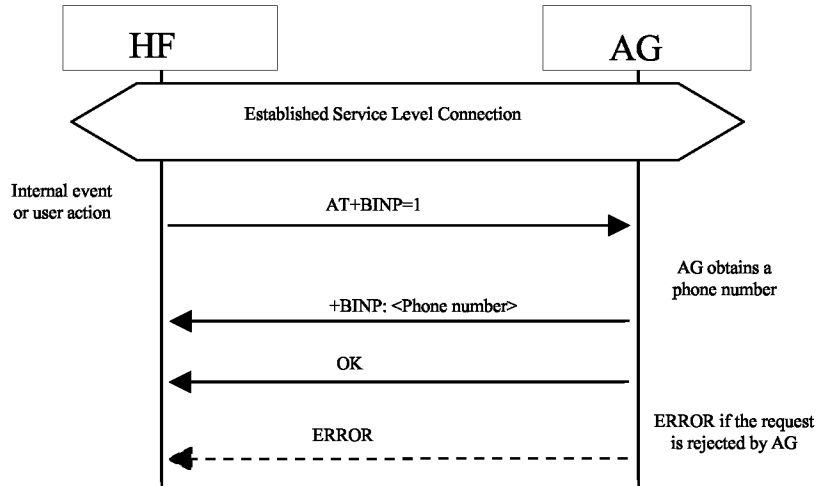 HF
AG
Established Service Level Connection
Internal event
or user action
AT+BINP=1
AG obtains a
phone number
+BINP: <Phone number>
OK
ERROR
ERROR if the request
is rejected by AG